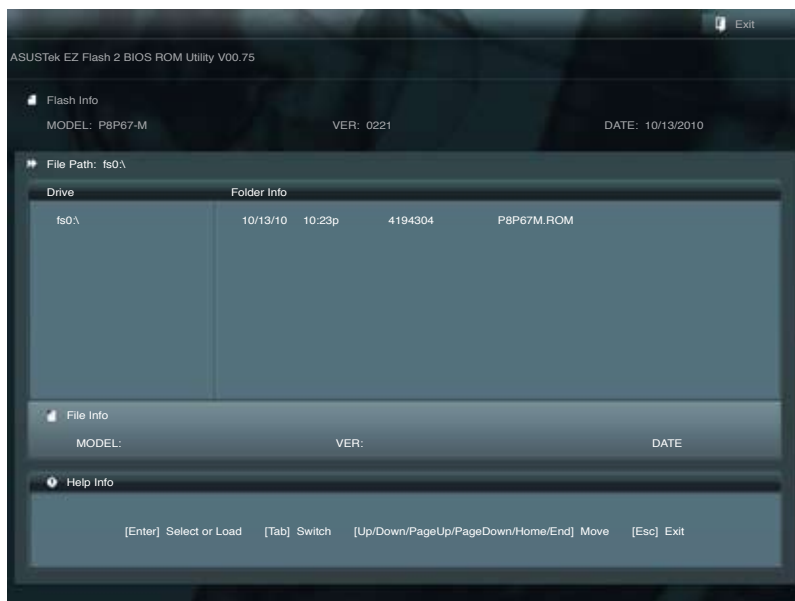 Exit
ASUSTek EZ Flash 2 BIOS ROM Utility V00.75
Flash Info
MODEL: P8P67-M VER: 0221 DATE: 10/13/2010
File Path: fs0:\
Drive Folder Info
fs0:\ 10/13/10 10:23p 4194304 P8P67M.ROM
File Info
MODEL: VER: DATE
Help Info
[Enter] Select or Load [Tab] Switch [Up/Down/PageUp/PageDown/Home/End] Move [Esc] Exit